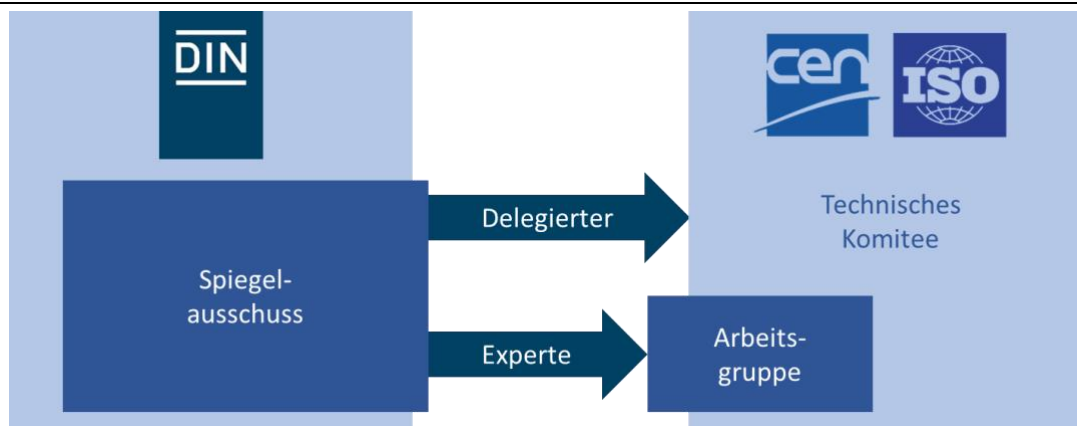 DIN
cen
ISO
Delegierter
Technisches
Komitee
Spiegel-
ausschuss
Experte
Arbeits-
gruppe